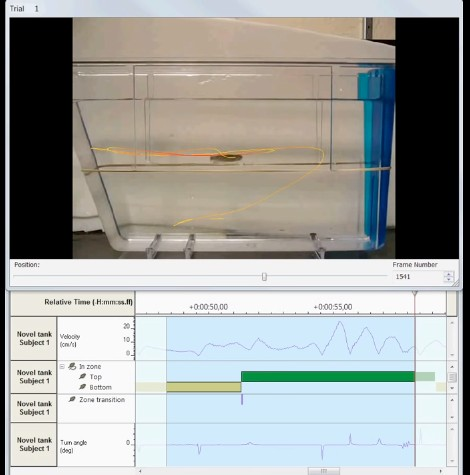 Trial 1
Position:
Frame Number
1541
Relative Time (-H:mm:ss.ff)
+0:00:50,00
+0:00:55,00
Novel tank
Subject 1
Velocity
(cm/s)
20
10
0
Novel tank
Subject 1
In zone
Top
Bottom
Novel tank
Subject 1
Zone transition
Novel tank
Subject 1
Turn angle
(deg)
0